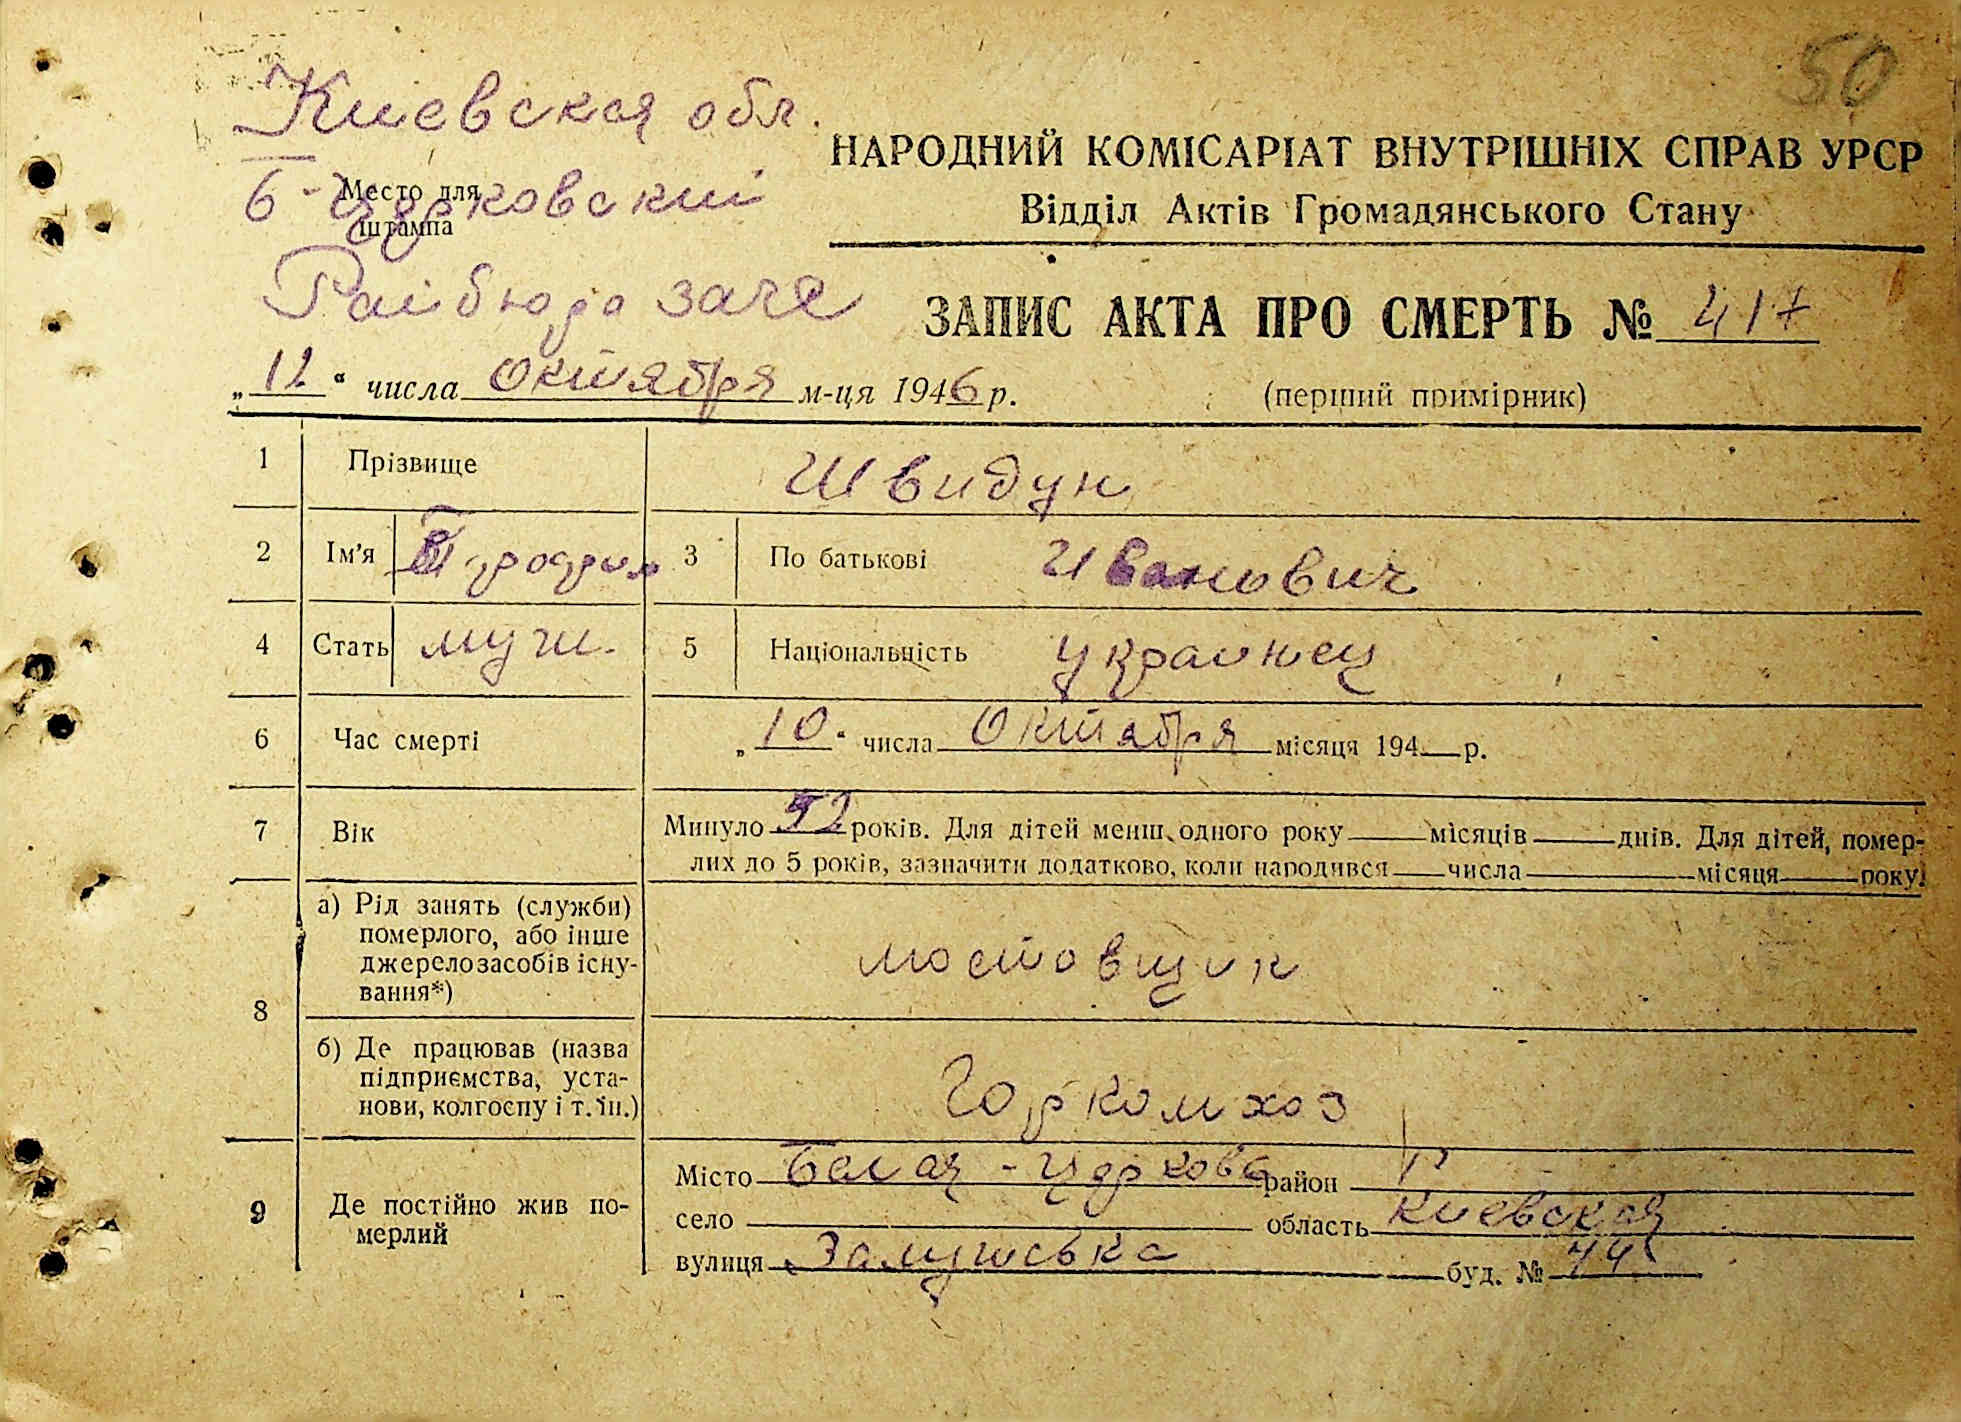 50
Киевская обл.
НАРОДНИЙ КОМІСАРІАТ ВНУТРІШНІХ СПРАВ УРСР
Б-Церковский
Место для штампа
Відділ Актів Громадянського Стану
Райбюро загс
ЗАПИС АКТА ПРО СМЕРТЬ № 417
„12“ числа Октября м-ця 1946 р.
(перший примірник)
1 Прізвище Швидун
2 Ім'я Трофим 3 По батькові Иванович
4 Стать муж. 5 Національність украинец
6 Час смерті „10“ числа Октября місяця 194 р.
7 Вік Минуло 52 років. Для дітей менш одного року місяців днів. Для дітей, помер-
лих до 5 років, зазначити додатково, коли народився числа місяця року.
8 а) Рід занять (служби)
померлого, або інше
джерело засобів існу-
вання*)
мостовщик
б) Де працював (назва
підприємства, уста-
нови, колгоспу і т. ін.)
Горкомхоз
9 Де постійно жив по-
мерлий
Місто Белая-Церковь район
село область Киевская
вулиця буд. № 44